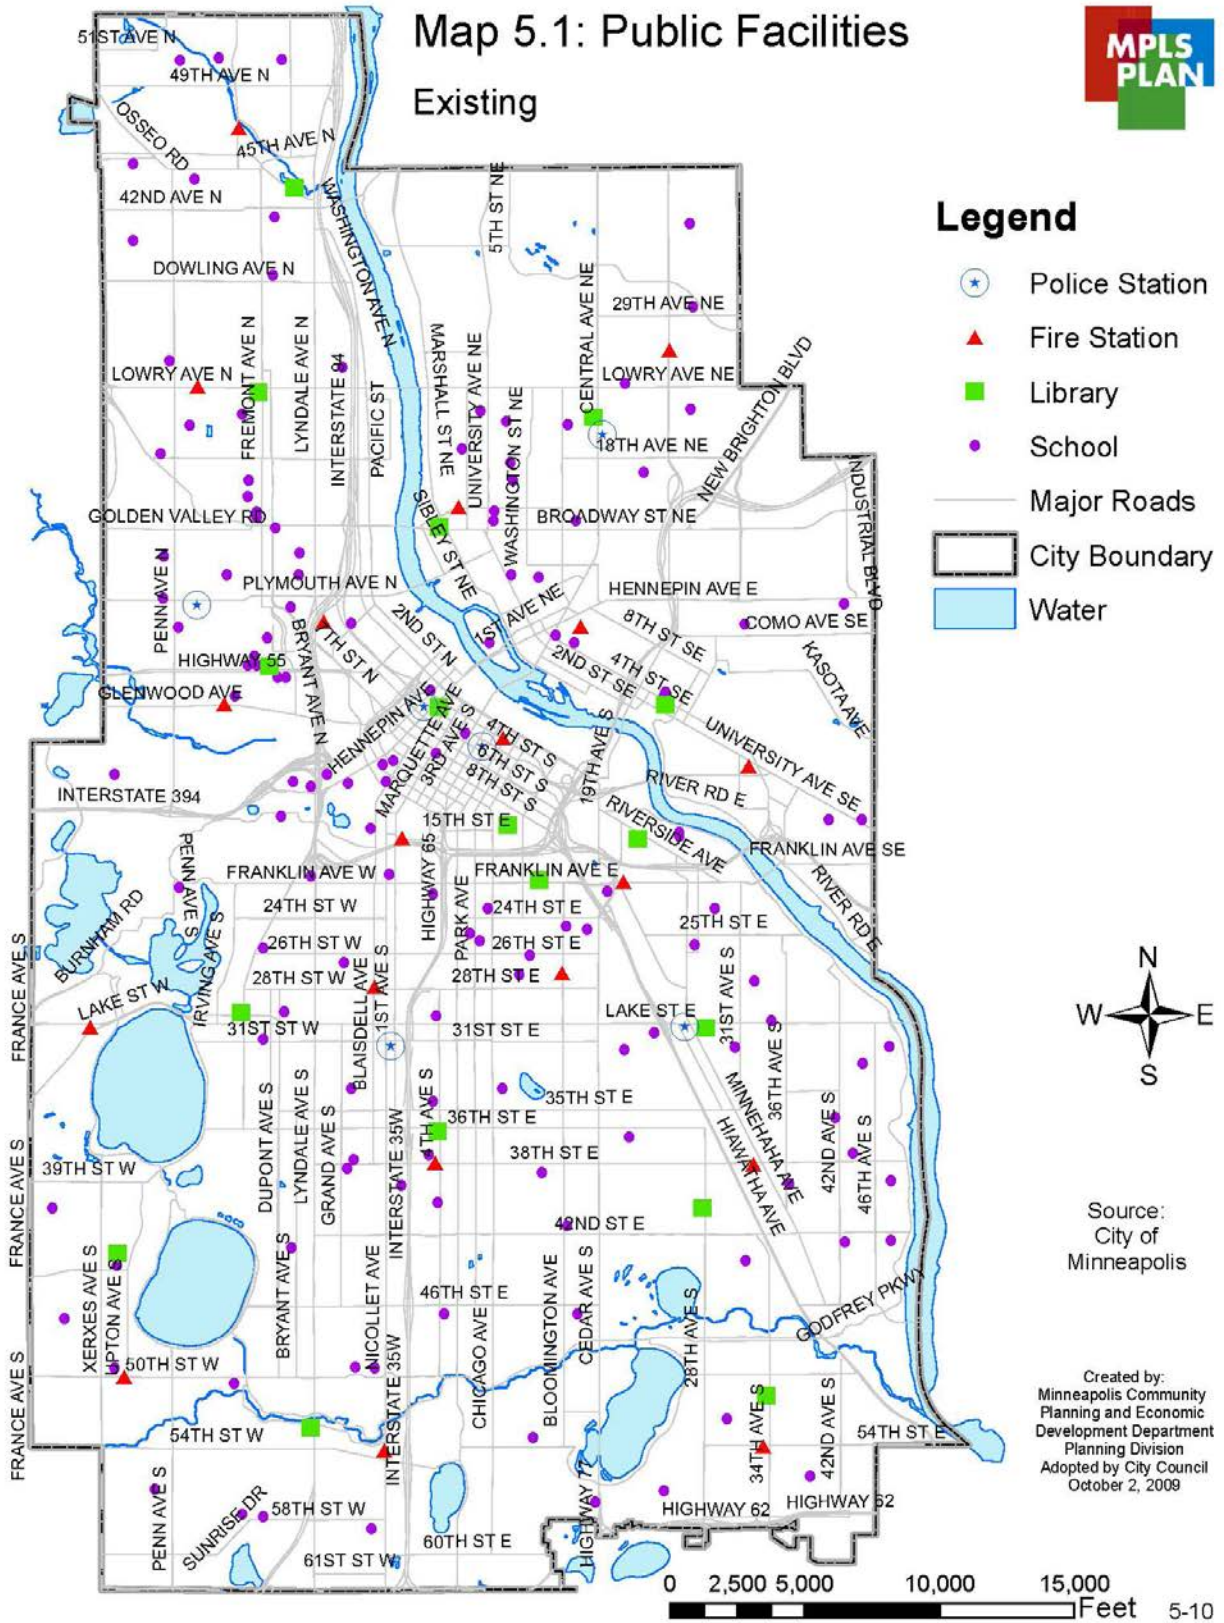 Map 5.1: Public Facilities
Existing
MPLS
PLAN
Legend
Police Station
Fire Station
Library
School
Major Roads
City Boundary
Water
51ST AVE N
49TH AVE N
OSSEO RD
45TH AVE N
42ND AVE N
WASHINGTON AVE N
5TH ST NE
DOWLING AVE N
29TH AVE NE
CENTRAL AVE NE
LOWRY AVE N
FREMONT AVE N
LYNDALE AVE N
INTERSTATE 94
PACIFIC ST
MARSHALL ST NE
UNIVERSITY AVE NE
WASHINGTON ST NE
LOWRY AVE NE
18TH AVE NE
NEW BRIGHTON BLVD
INDUSTRIAL BLVD
GOLDEN VALLEY RD
SIBLEY ST NE
BROADWAY ST NE
PENN AVE N
PLYMOUTH AVE N
HENNEPIN AVE E
1ST AVE NE
2ND ST N
7TH ST N
8TH ST SE
COMO AVE SE
4TH ST SE
2ND ST SE
KASOTA AVE
HIGHWAY 55
BRYANT AVE N
GLENWOOD AVE
HENNEPIN AVE
MARQUETTE AVE
3RD AVE S
4TH ST S
6TH ST S
8TH ST S
19TH AVE S
UNIVERSITY AVE SE
RIVER RD E
INTERSTATE 394
15TH ST E
RIVERSIDE AVE
FRANKLIN AVE SE
PENN AVE S
FRANKLIN AVE W
HIGHWAY 65
FRANKLIN AVE E
RIVER RD E
BURNHAM RD
IRVING AVE S
24TH ST W
PARK AVE
24TH ST E
25TH ST E
26TH ST W
26TH ST E
FRANCE AVE S
28TH ST W
28TH ST E
LAKE ST W
BLAISDELL AVE
1ST AVE S
LAKE ST E
31ST AVE S
31ST ST W
31ST ST E
36TH AVE S
MINNEHAHA AVE
HIAWATHA AVE
35TH ST E
36TH ST E
4TH AVE S
DUPONT AVE S
LYNDALE AVE S
GRAND AVE S
INTERSTATE 35W
42ND AVE S
46TH AVE S
38TH ST E
39TH ST W
FRANCE AVE S
42ND ST E
XERXES AVE S
UPTON AVE S
BRYANT AVE S
NICOLLET AVE
46TH ST E
CHICAGO AVE
BLOOMINGTON AVE
CEDAR AVE S
28TH AVE S
GODFREY PKWY
FRANCE AVE S
50TH ST W
INTERSTATE 35W
54TH ST W
34TH AVE S
42ND AVE S
54TH ST E
PENN AVE S
SUNRISE DR
58TH ST W
60TH ST E
61ST ST W
HIGHWAY 77
HIGHWAY 62
HIGHWAY 62
N
W E
S
Source:
City of
Minneapolis
Created by:
Minneapolis Community
Planning and Economic
Development Department
Planning Division
Adopted by City Council
October 2, 2009
0 2,500 5,000 10,000 15,000
Feet
5-10